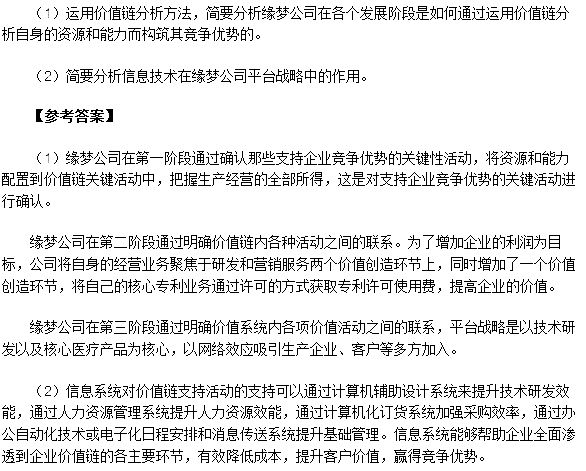 （1）运用价值链分析方法，简要分析缘梦公司在各个发展阶段是如何通过运用价值链分
析自身的资源和能力而构筑其竞争优势的。
（2）简要分析信息技术在缘梦公司平台战略中的作用。
【参考答案】
（1）缘梦公司在第一阶段通过确认那些支持企业竞争优势的关键性活动，将资源和能力
配置到价值链关键活动中，把握生产经营的全部所得，这是对支持企业竞争优势的关键活动进
行确认。
缘梦公司在第二阶段通过明确价值链内各种活动之间的联系。为了增加企业的利润为目
标，公司将自身的经营业务聚焦于研发和营销服务两个价值创造环节上，同时增加了一个价值
创造环节，将自己的核心专利业务通过许可的方式获取专利许可使用费，提高企业的价值。
缘梦公司在第三阶段通过明确价值系统内各项价值活动之间的联系，平台战略是以技术研
发以及核心医疗产品为核心，以网络效应吸引生产企业、客户等多方加入。
（2）信息系统对价值链支持活动的支持可以通过计算机辅助设计系统来提升技术研发效
能，通过人力资源管理系统提升人力资源效能，通过计算机化订货系统加强采购效率，通过办
公自动化技术或电子化日程安排和消息传送系统提升基础管理。信息系统能够帮助企业全面渗
透到企业价值链的各主要环节，有效降低成本，提升客户价值，赢得竞争优势。